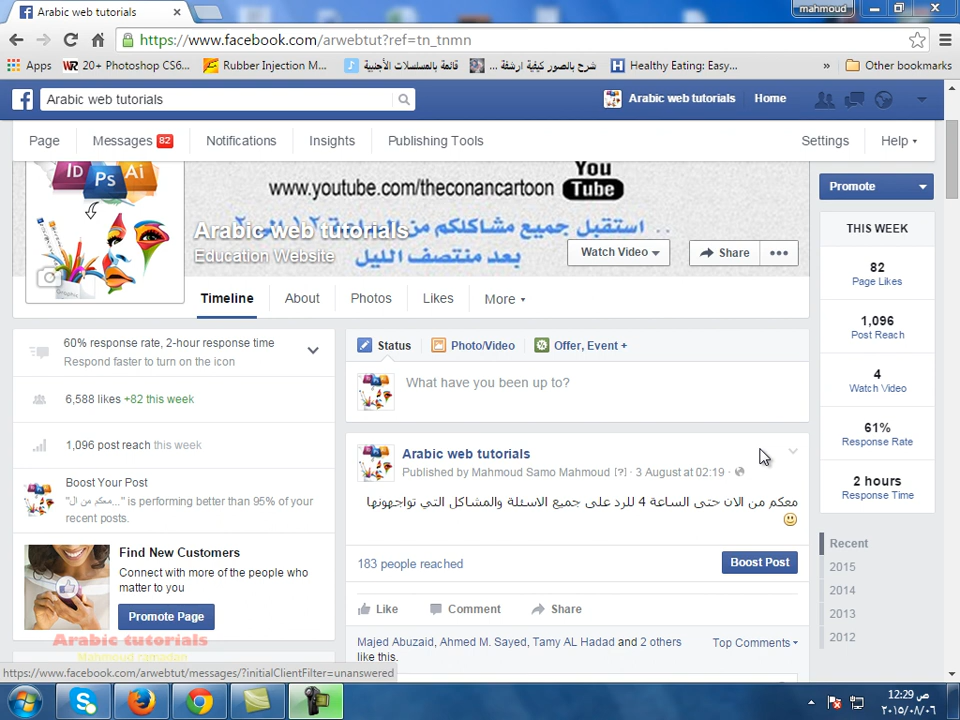 Arabic web tutorials
mahmoud
https://www.facebook.com/arwebtut?ref=tn_tnmn
Apps
20+ Photoshop CS6...
Rubber Injection M...
قائمة بالمسلسلات الأجنبية
شرح بالصور كيفية ارشفة ...
Healthy Eating: Easy...
»
Other bookmarks
Arabic web tutorials
Arabic web tutorials
Home
Page
Messages 82
Notifications
Insights
Publishing Tools
Settings
Help
ID
Ps
Ai
www.youtube.com/theconancartoon
You
Tube
Arabic web tutorials
Education Website
بعد منتصف الليل
Watch Video
Share
Promote
Timeline
About
Photos
Likes
More
THIS WEEK
82
Page Likes
1,096
Post Reach
4
Watch Video
61%
Response Rate
2 hours
Response Time
60% response rate, 2-hour response time
Respond faster to turn on the icon
6,588 likes +82 this week
1,096 post reach this week
Boost Your Post
"معكم من ال..." is performing better than 95% of your
recent posts.
Find New Customers
Connect with more of the people who
matter to you
Promote Page
Arabic tutorials
Mahmoud ramadan
Status
Photo/Video
Offer, Event +
What have you been up to?
Arabic web tutorials
Published by Mahmoud Samo Mahmoud [?] · 3 August at 02:19 ·
معكم من الان حتى الساعة 4 للرد على جميع الاسئلة والمشاكل التي تواجهونها
183 people reached
Boost Post
Like
Comment
Share
Majed Abuzaid, Ahmed M. Sayed, Tamy AL Hadad and 2 others
like this.
Top Comments
Recent
2015
2014
2013
2012
https://www.facebook.com/arwebtut/messages/?initialClientFilter=unanswered
12:29 ص
٢٠١٥/٠٨/٠٦